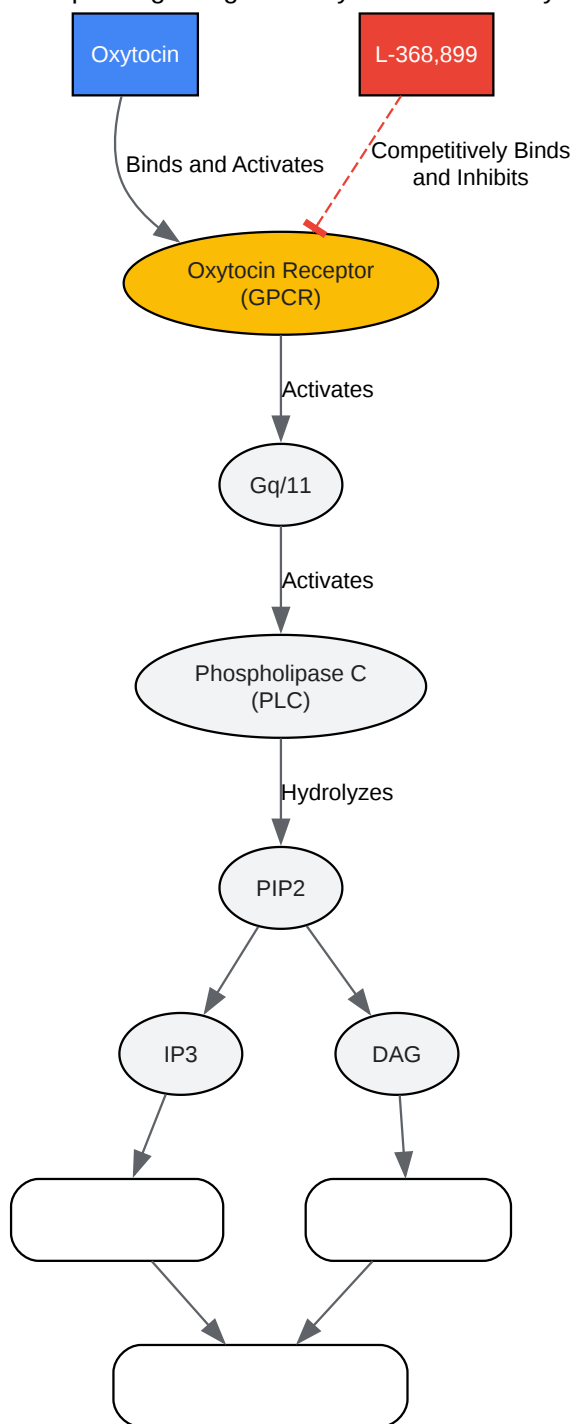 Oxytocin
L-368,899
Binds and Activates
Competitively Binds
and Inhibits
Oxytocin Receptor
(GPCR)
Activates
Gq/11
Activates
Phospholipase C
(PLC)
Hydrolyzes
PIP2
IP3
DAG